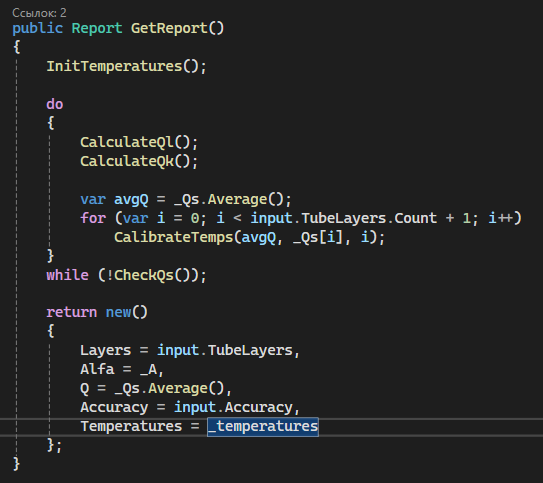 Ссылок: 2
public Report GetReport()
{
InitTemperatures();
do
{
CalculateQl();
CalculateQk();
var avgQ = _Qs.Average();
for (var i = 0; i < input.TubeLayers.Count + 1; i++)
CalibrateTemps(avgQ, _Qs[i], i);
}
while (!CheckQs());
return new()
{
Layers = input.TubeLayers,
Alfa = _A,
Q = _Qs.Average(),
Accuracy = input.Accuracy,
Temperatures = _temperatures
};
}